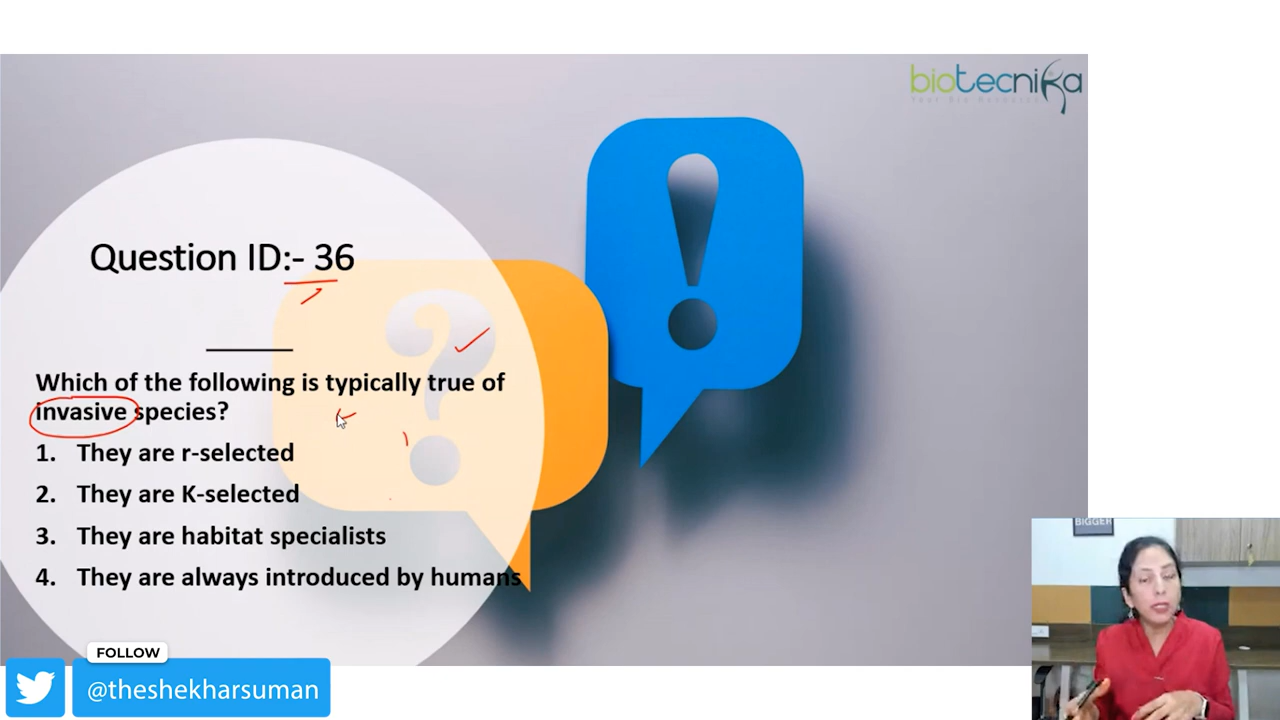 biotecnika
Question ID:- 36
Which of the following is typically true of
invasive species?
1. They are r-selected
2. They are K-selected
3. They are habitat specialists
4. They are always introduced by humans
BIGGER
FOLLOW
@theshekharsuman